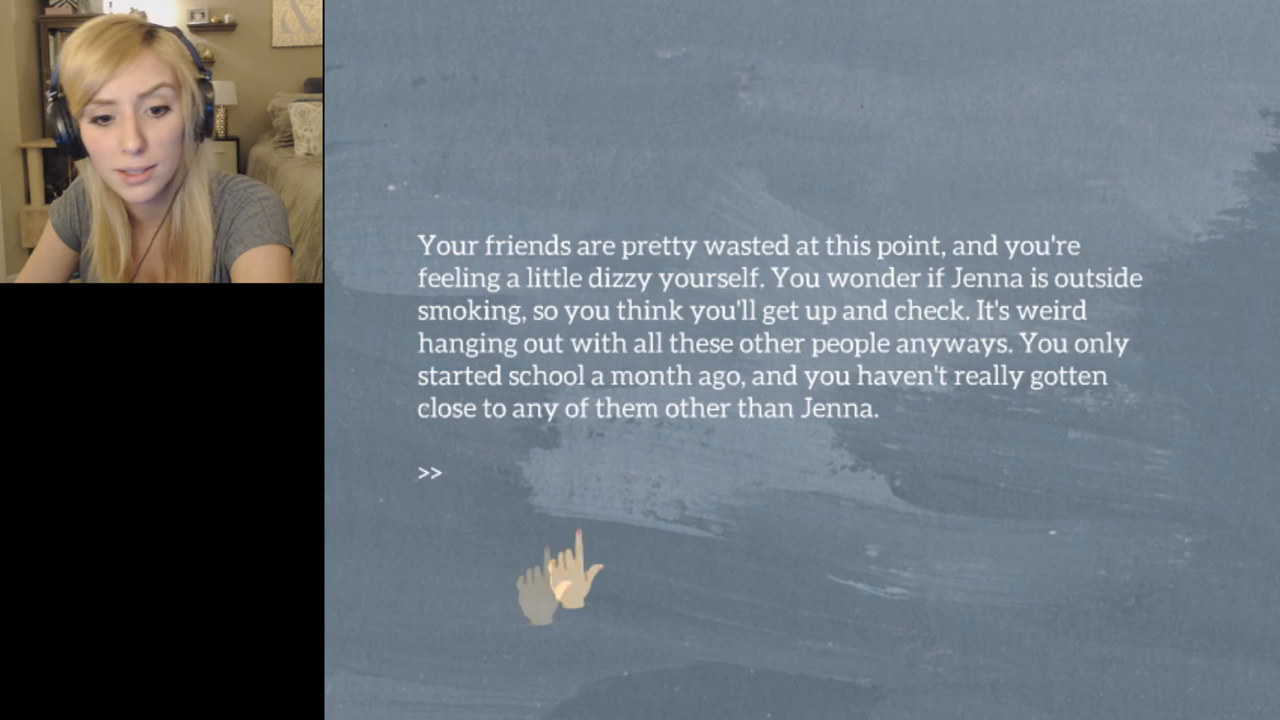 Your friends are pretty wasted at this point, and you're
feeling a little dizzy yourself. You wonder if Jenna is outside
smoking, so you think you'll get up and check. It's weird
hanging out with all these other people anyways. You only
started school a month ago, and you haven't really gotten
close to any of them other than Jenna.
>>